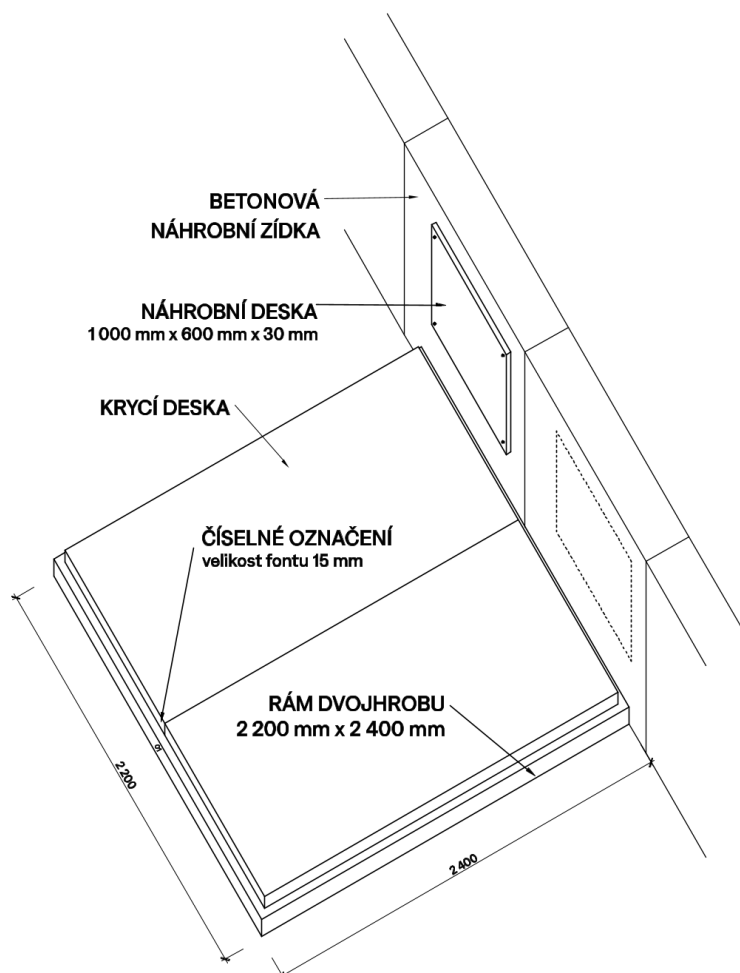 BETONOVÁ
NÁHROBNÍ ZÍDKA
NÁHROBNÍ DESKA
1 000 mm x 600 mm x 30 mm
KRYCÍ DESKA
ČÍSELNÉ OZNAČENÍ
velikost fontu 15 mm
RÁM DVOJHROBU
2 200 mm x 2 400 mm
2 200
2 400